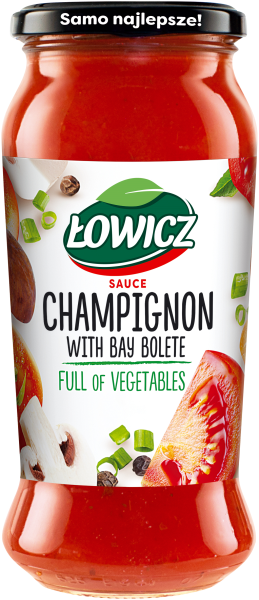 Samo najlepsze!
ŁOWICZ
SAUCE
CHAMPIGNON
WITH BAY BOLETE
FULL OF VEGETABLES